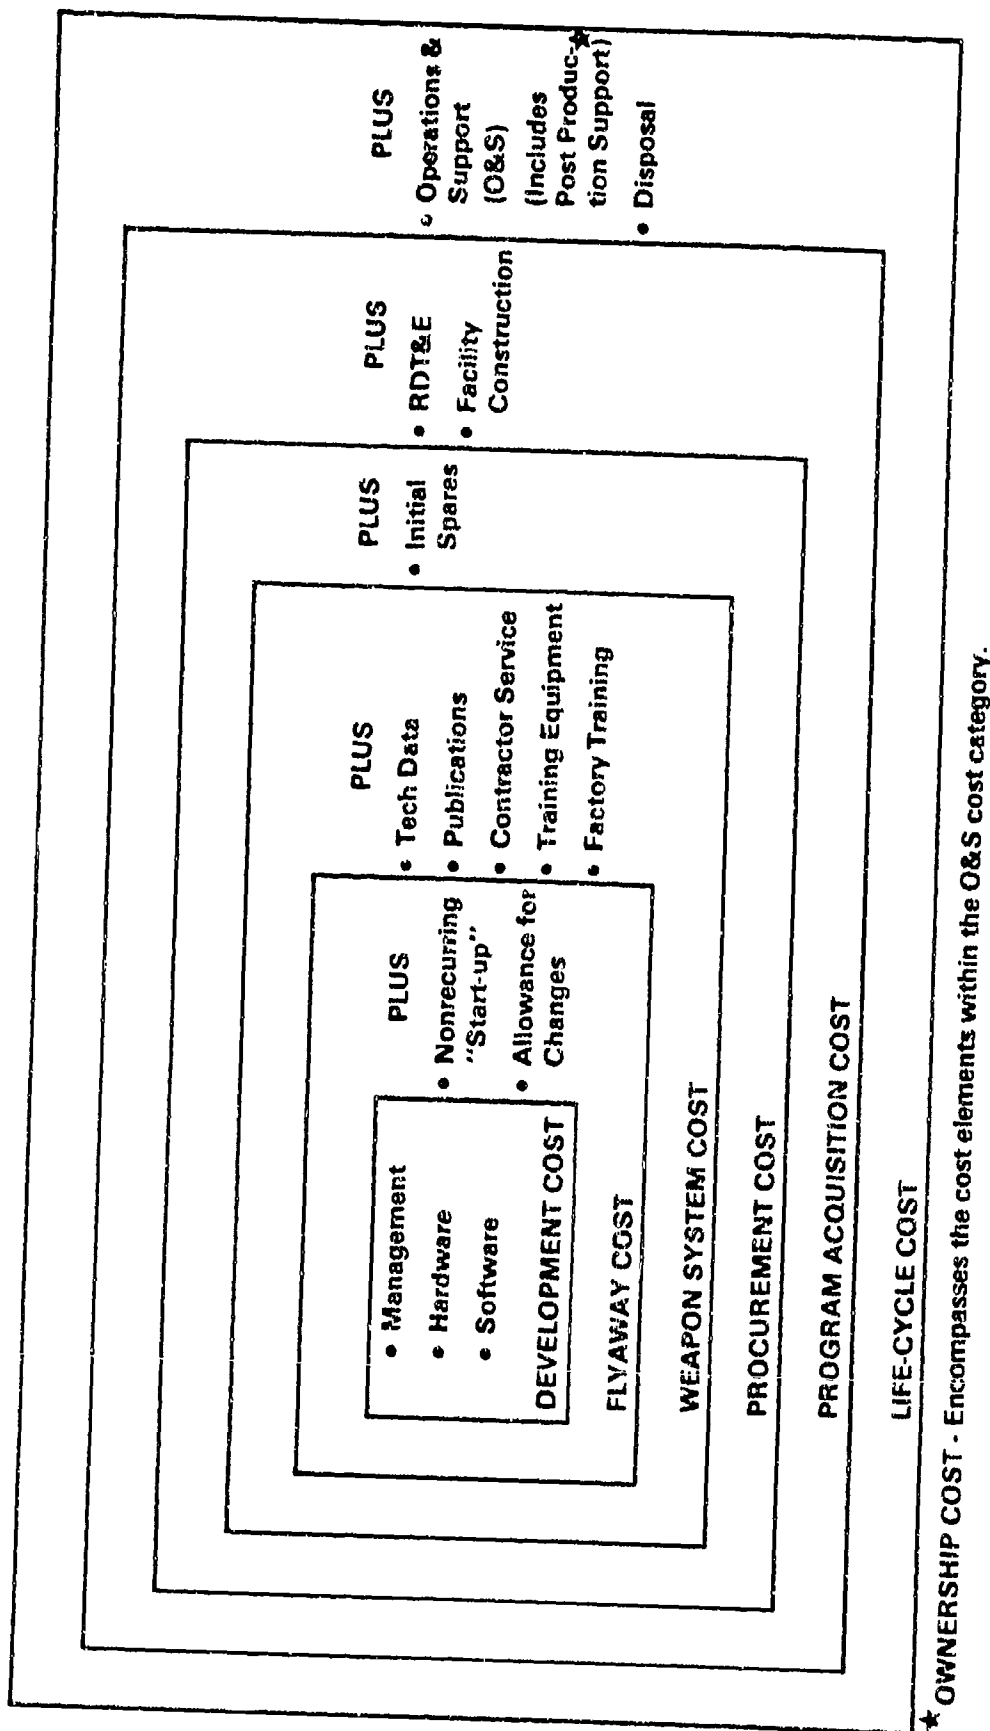 • Management
• Hardware
• Software
DEVELOPMENT COST
PLUS
• Nonrecurring
"Start-up"
• Allowance for
Changes
FLYAWAY COST
PLUS
• Tech Data
• Publications
• Contractor Service
• Training Equipment
• Factory Training
WEAPON SYSTEM COST
PLUS
• Initial
Spares
PROCUREMENT COST
PLUS
• RDT&E
• Facility
Construction
PROGRAM ACQUISITION COST
PLUS
• Operations &
Support
(O&S)
(Includes
Post Produc-★
tion Support)
• Disposal
LIFE-CYCLE COST
★ OWNERSHIP COST - Encompasses the cost elements within the O&S cost category.